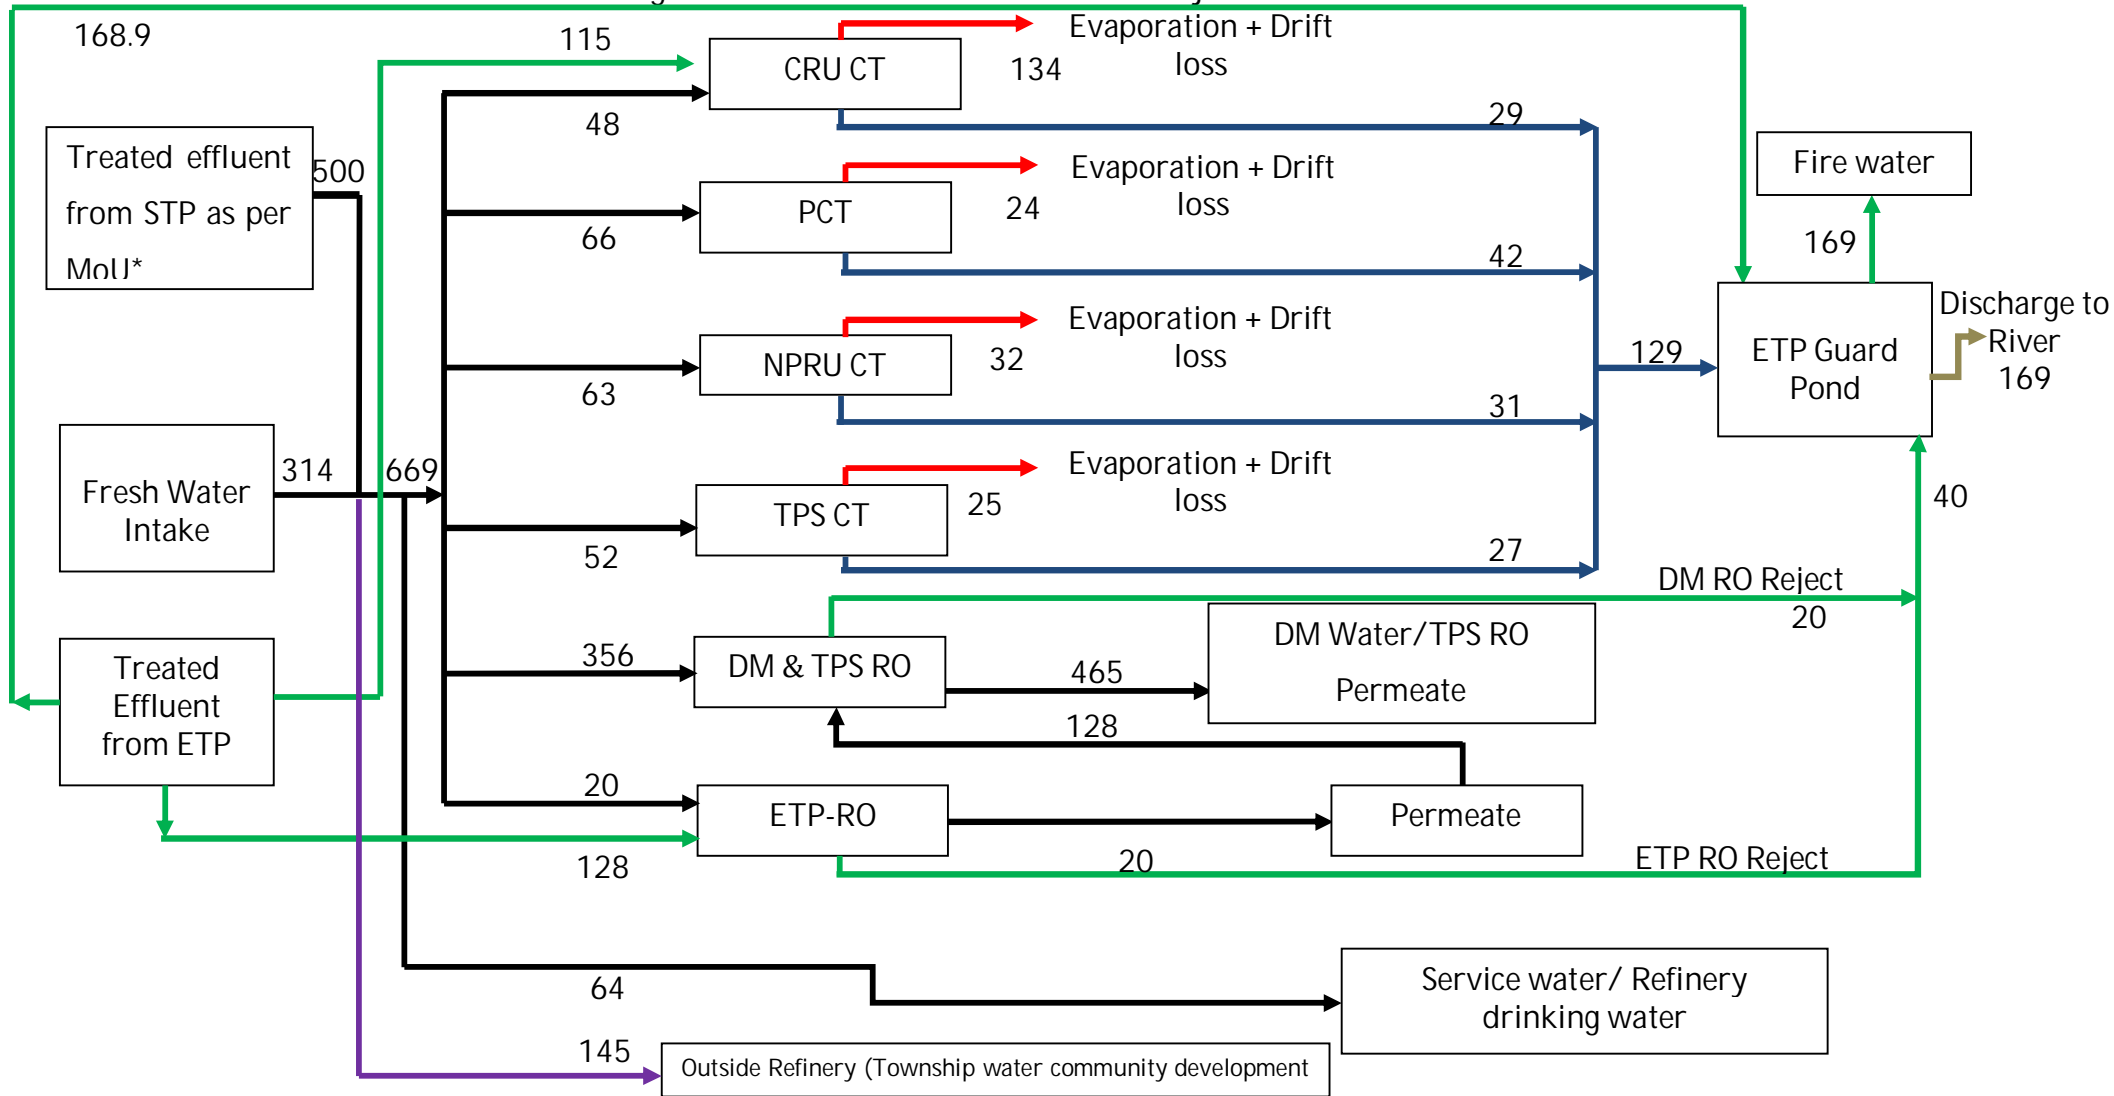 168.9
115
Evaporation + Drift
loss
134
CRU CT
48
29
Treated effluent
from STP as per
MoU*
500
Evaporation + Drift
loss
24
PCT
66
42
Fire water
169
Evaporation + Drift
loss
32
NPRU CT
63
31
129
ETP Guard
Pond
Discharge to
River
169
Fresh Water
Intake
314
669
Evaporation + Drift
loss
25
TPS CT
52
27
40
DM RO Reject
20
Treated
Effluent
from ETP
356
DM & TPS RO
465
DM Water/TPS RO
Permeate
128
20
ETP-RO
Permeate
128
20
ETP RO Reject
64
Service water/ Refinery
drinking water
145
Outside Refinery (Township water community development